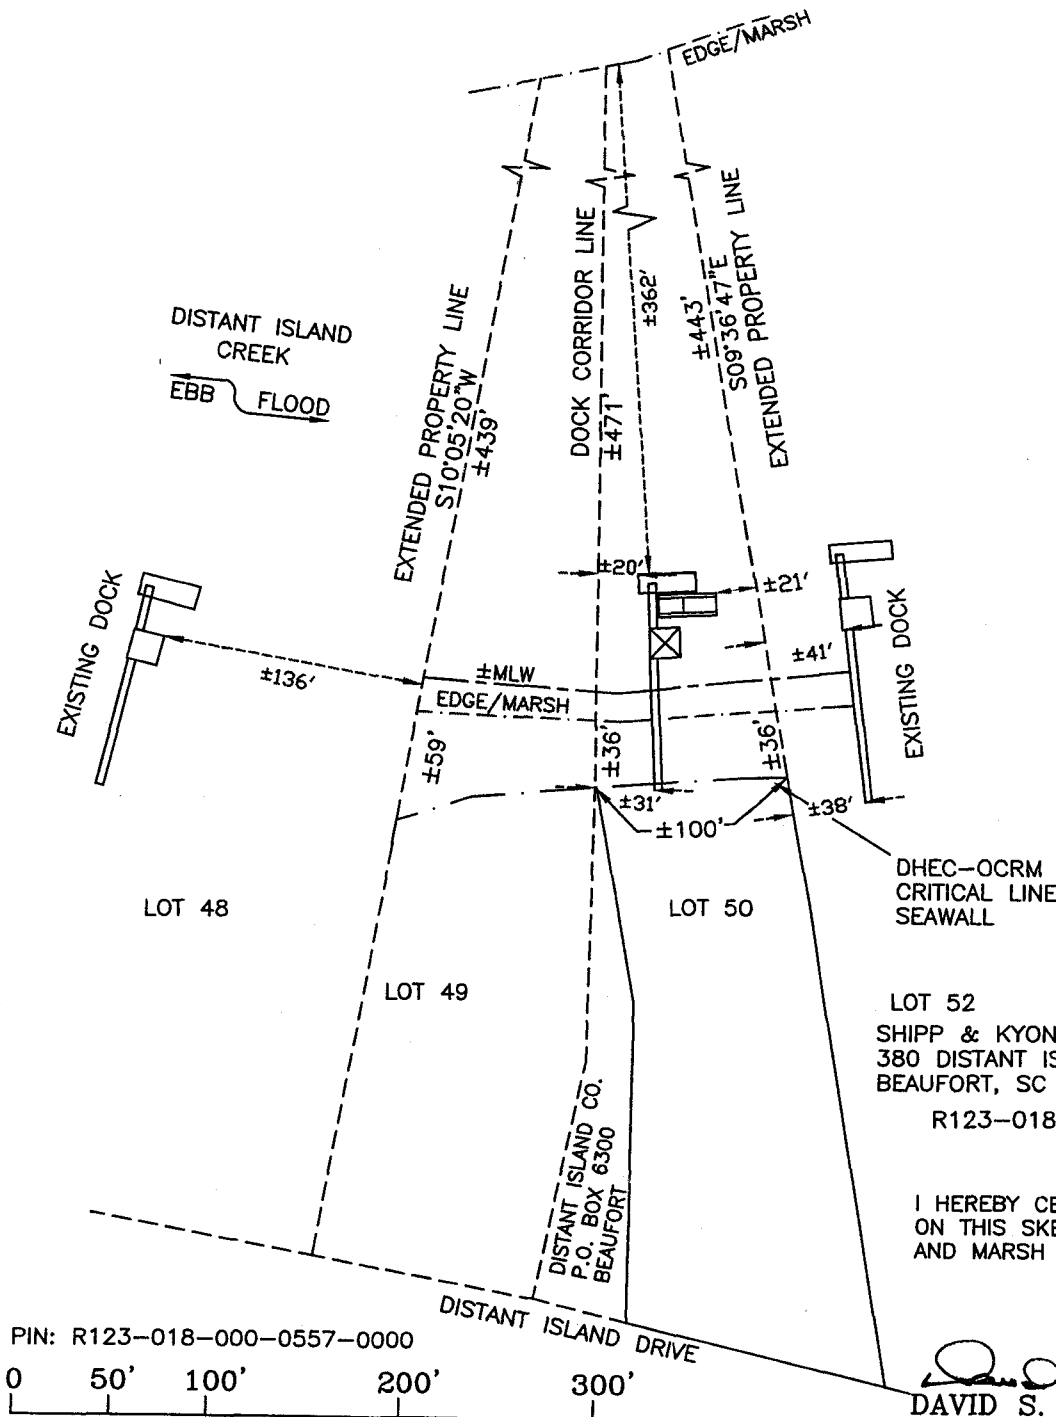 EDGE/MARSH
DISTANT ISLAND
CREEK
EBB FLOOD
EXTENDED PROPERTY LINE
S10°05'20"W
±439'
DOCK CORRIDOR LINE
±471'
±362'
±443'
S09°36'47"E
EXTENDED PROPERTY LINE
EXISTING DOCK
±136'
±20'
±21'
±41'
EXISTING DOCK
±MLW
EDGE/MARSH
±59'
±36'
±36'
±31'
±100'
±38'
DHEC-OCRM
CRITICAL LINE
SEAWALL
LOT 48
LOT 50
LOT 49
LOT 52
SHIPP & KYON
380 DISTANT IS
BEAUFORT, SC
R123-018
DISTANT ISLAND CO.
P.O. BOX 6300
BEAUFORT
I HEREBY CE
ON THIS SKE
AND MARSH
DISTANT ISLAND DRIVE
PIN: R123-018-000-0557-0000
0 50' 100' 200' 300'
DAVID S.